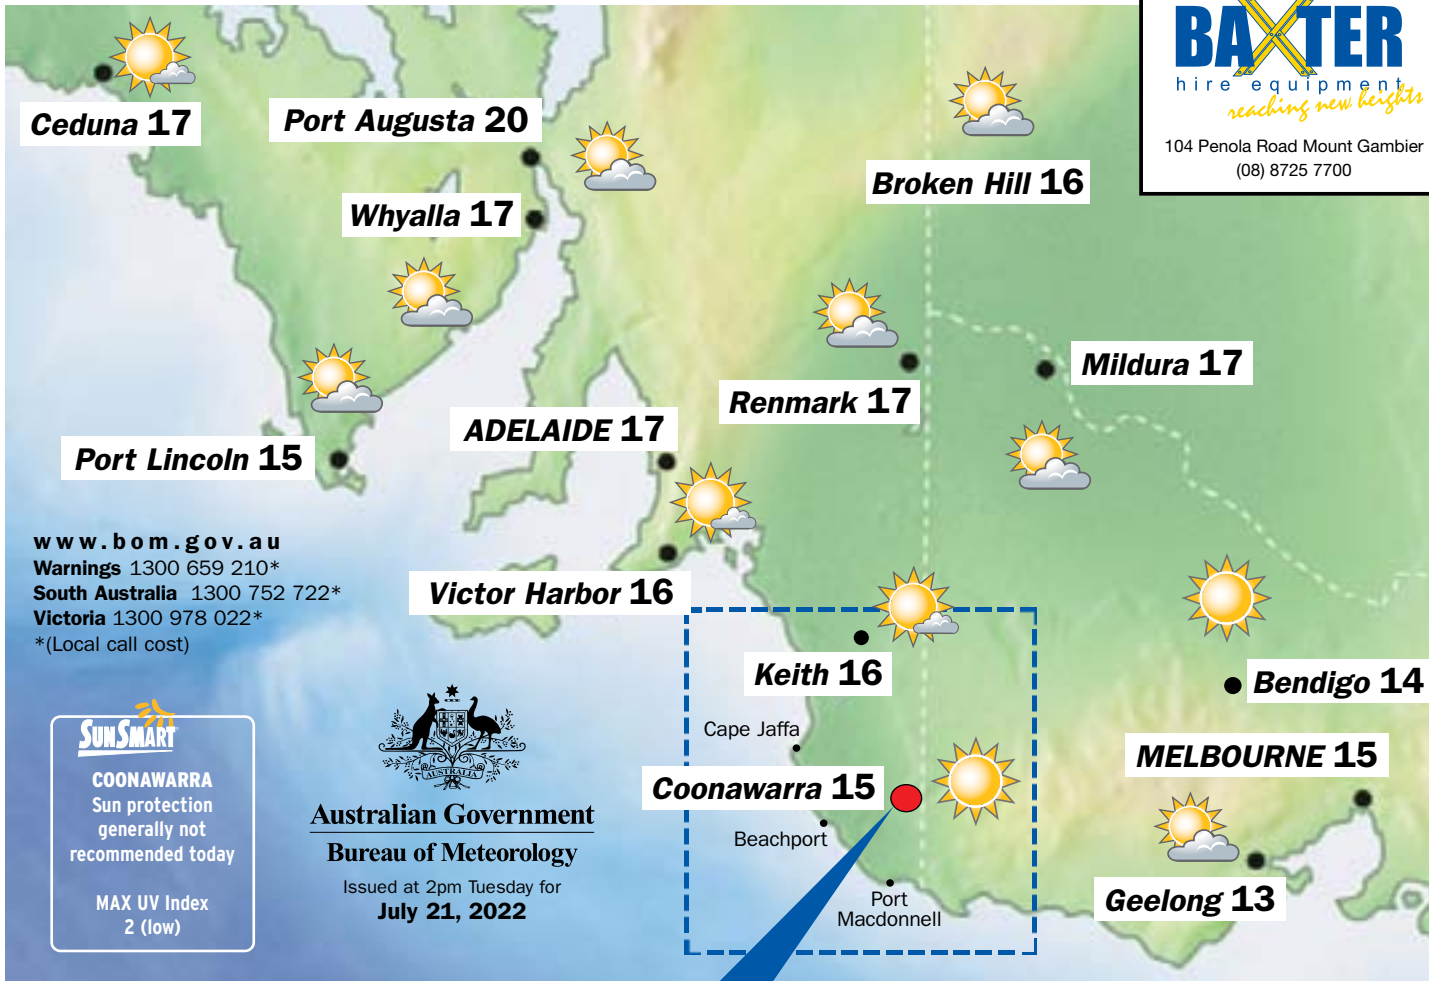 BAXTER
hire equipment
reaching new heights
104 Penola Road Mount Gambier
(08) 8725 7700
Ceduna 17
Port Augusta 20
Whyalla 17
Broken Hill 16
Renmark 17
Mildura 17
ADELAIDE 17
Port Lincoln 15
www.bom.gov.au
Warnings 1300 659 210*
South Australia 1300 752 722*
Victoria 1300 978 022*
*(Local call cost)
Victor Harbor 16
Keith 16
Bendigo 14
Cape Jaffa
MELBOURNE 15
Coonawarra 15
Beachport
Port
Macdonnell
Geelong 13
SUNSMART
COONAWARRA
Sun protection
generally not
recommended today
MAX UV Index
2 (low)
AUSTRALIA
Australian Government
Bureau of Meteorology
Issued at 2pm Tuesday for
July 21, 2022